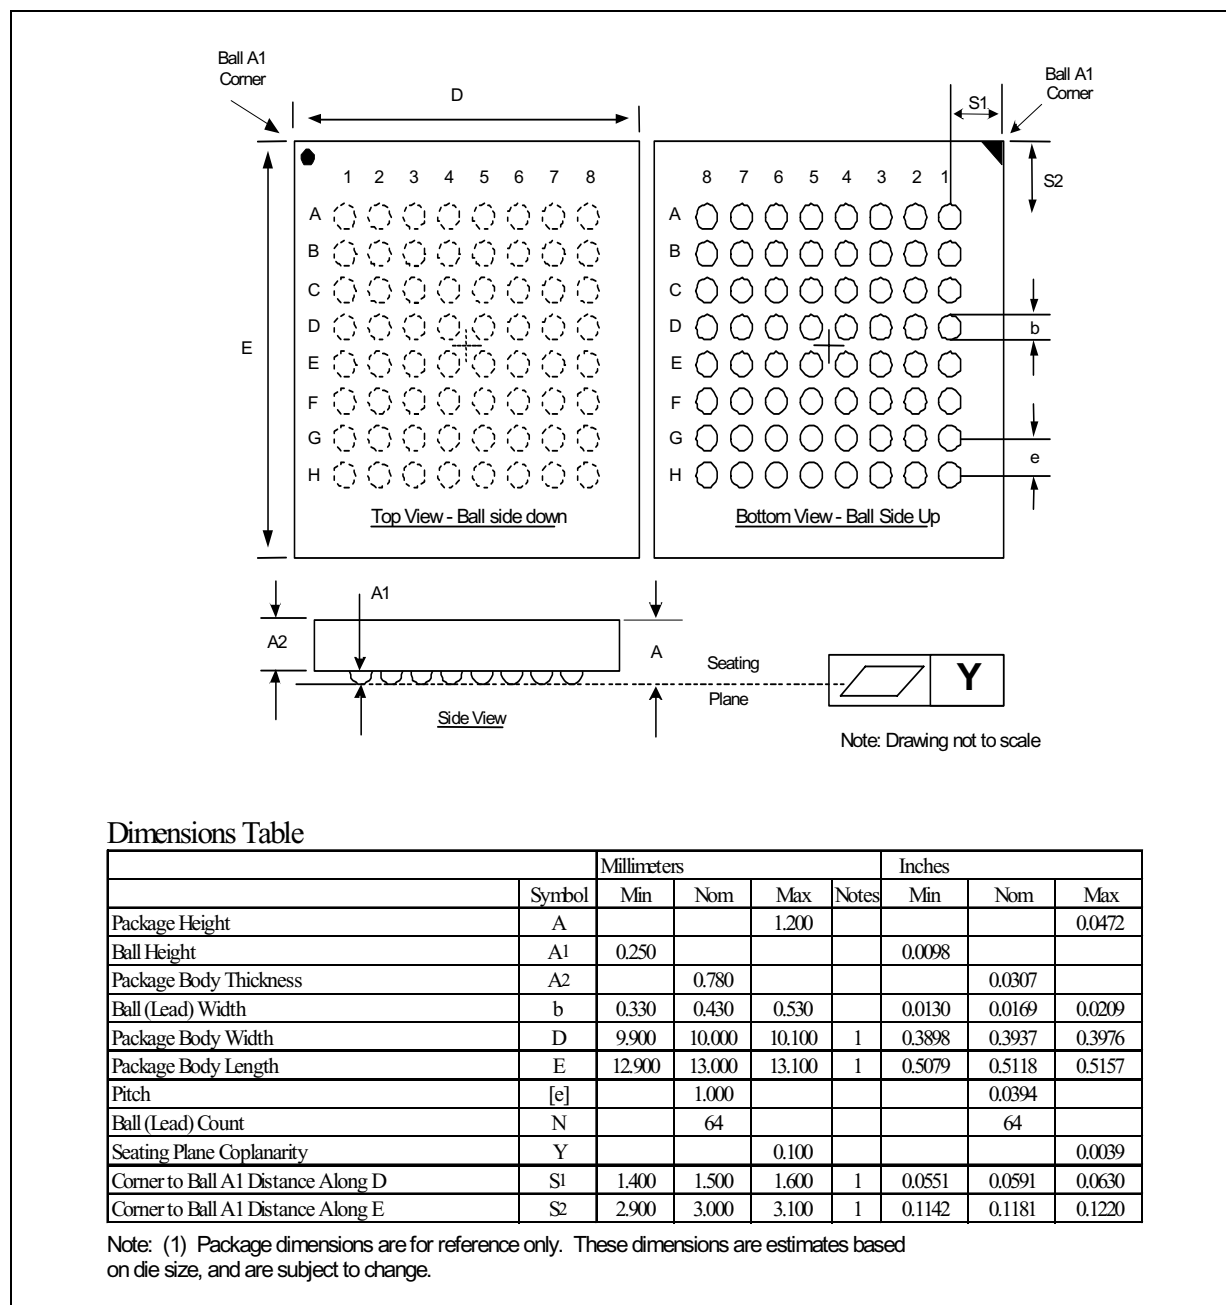 Ball A1
Corner
D
S1
Ball A1
Corner
S2
1 2 3 4 5 6 7 8
8 7 6 5 4 3 2 1
A
B
C
D
E
F
G
H
E
A
B
C
D
E
F
G
H
b
e
Top View - Ball side down
Bottom View - Ball Side Up
A1
A2
A
Seating
Plane
Y
Side View
Note: Drawing not to scale
Dimensions Table
Millimeters Inches
Symbol Min Nom Max Notes Min Nom Max
Package Height A 1.200 0.0472
Ball Height A1 0.250 0.0098
Package Body Thickness A2 0.780 0.0307
Ball (Lead) Width b 0.330 0.430 0.530 0.0130 0.0169 0.0209
Package Body Width D 9.900 10.000 10.100 1 0.3898 0.3937 0.3976
Package Body Length E 12.900 13.000 13.100 1 0.5079 0.5118 0.5157
Pitch [e] 1.000 0.0394
Ball (Lead) Count N 64 64
Seating Plane Coplanarity Y 0.100 0.0039
Corner to Ball A1 Distance Along D S1 1.400 1.500 1.600 1 0.0551 0.0591 0.0630
Corner to Ball A1 Distance Along E S2 2.900 3.000 3.100 1 0.1142 0.1181 0.1220
Note: (1) Package dimensions are for reference only. These dimensions are estimates based
on die size, and are subject to change.